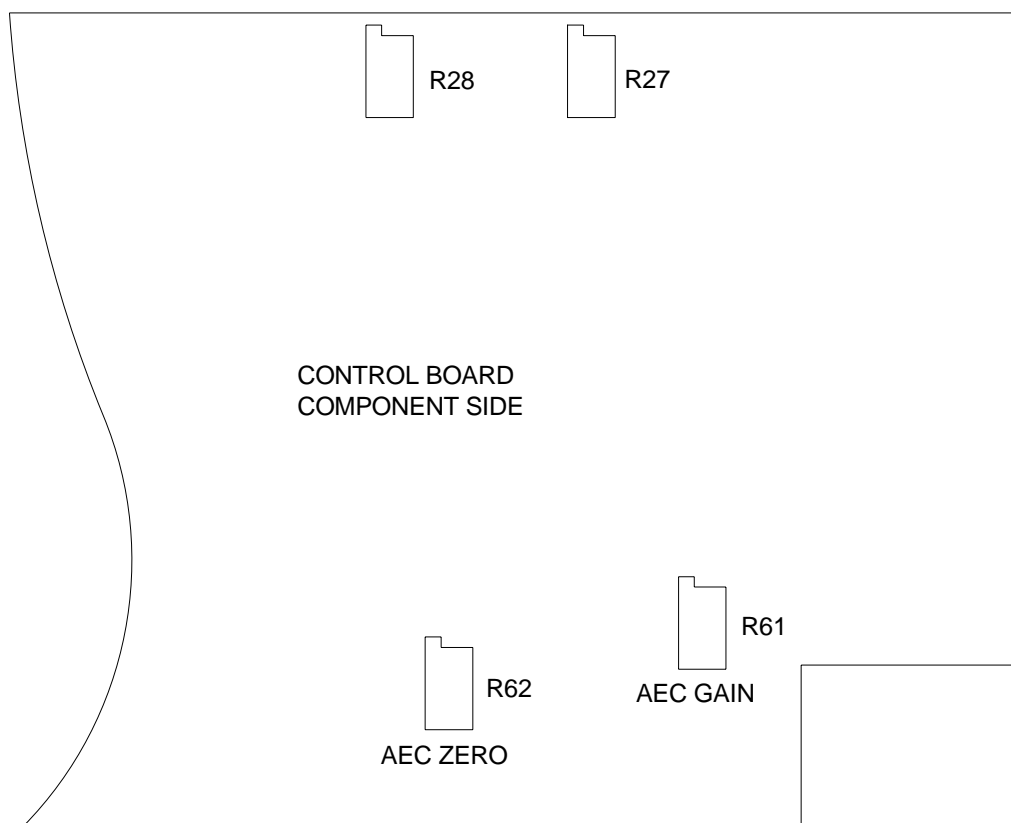 R28
R27
CONTROL BOARD
COMPONENT SIDE
R61
AEC GAIN
R62
AEC ZERO